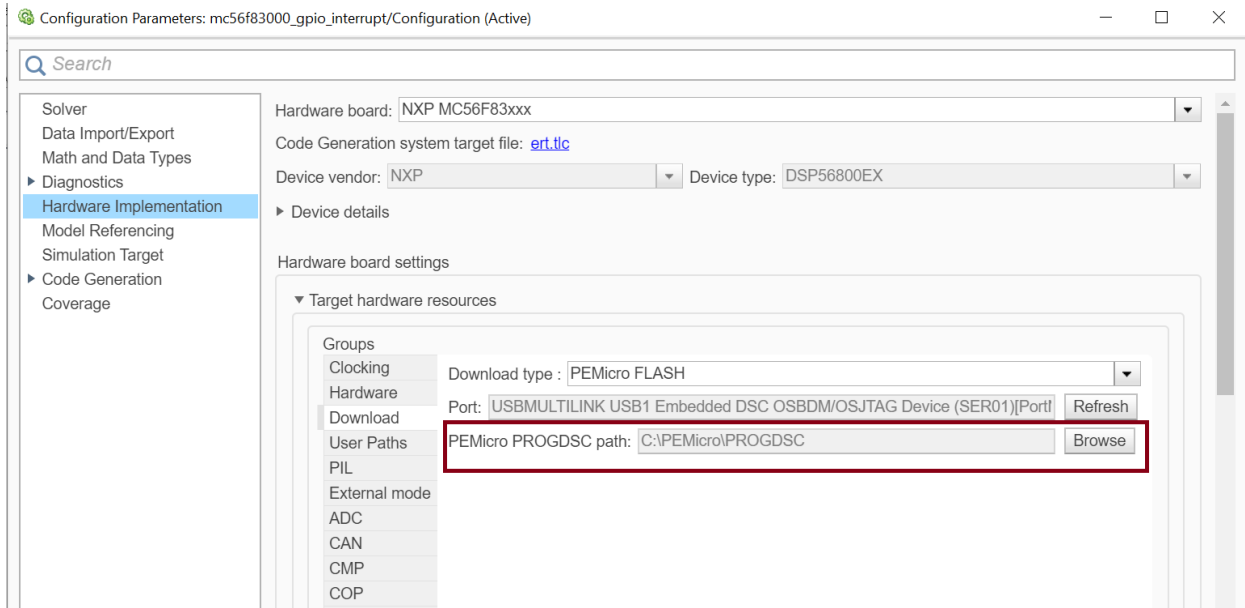 Configuration Parameters: mc56f83000_gpio_interrupt/Configuration (Active)
Search
Solver
Data Import/Export
Math and Data Types
Diagnostics
Hardware Implementation
Model Referencing
Simulation Target
Code Generation
Coverage
Hardware board: NXP MC56F83xxx
Code Generation system target file: ert.tlc
Device vendor: NXP Device type: DSP56800EX
Device details
Hardware board settings
Target hardware resources
Groups
Clocking
Hardware
Download
User Paths
PIL
External mode
ADC
CAN
CMP
COP
Download type : PEMicro FLASH
Port: USBMULTILINK USB1 Embedded DSC OSBDM/OSJTAG Device (SER01)[Port Refresh
PEMicro PROGDSC path: C:\PEMicro\PROGDSC Browse